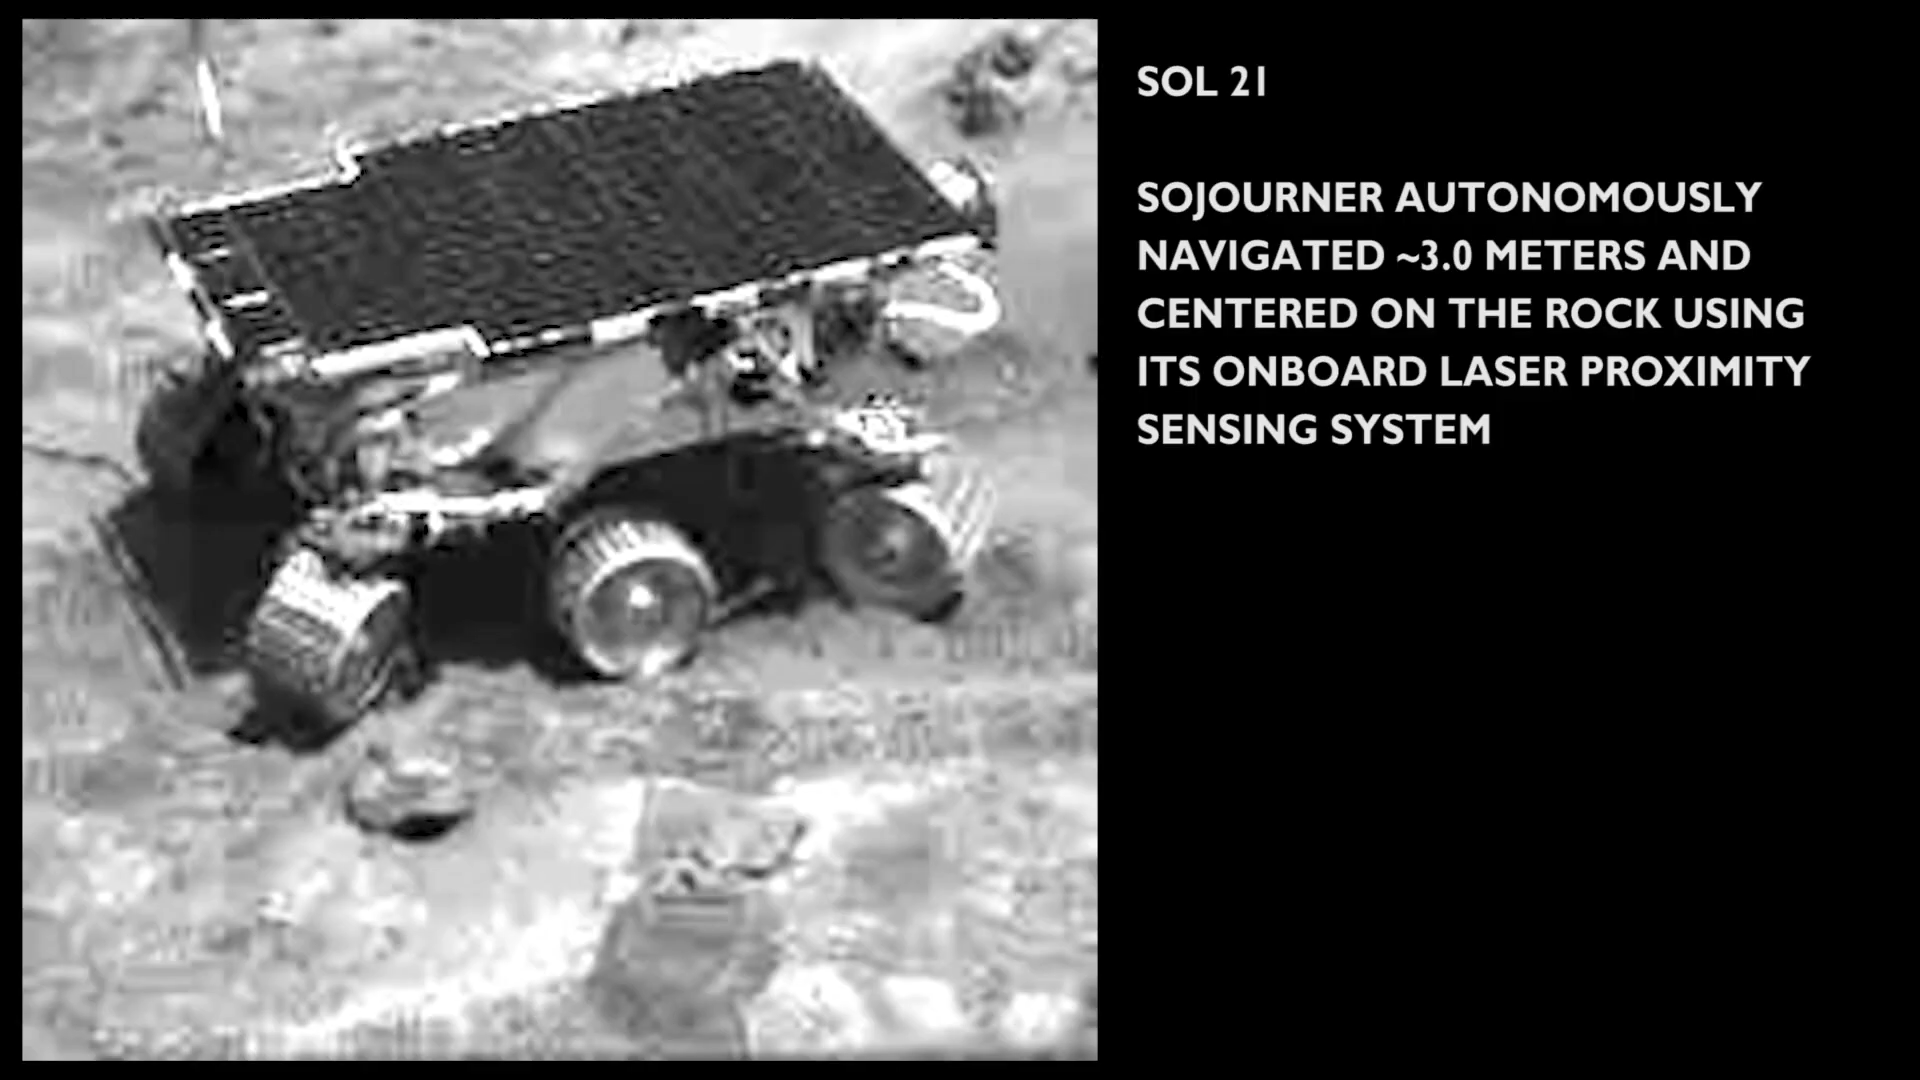 SOL 21
SOJOURNER AUTONOMOUSLY
NAVIGATED ~3.0 METERS AND
CENTERED ON THE ROCK USING
ITS ONBOARD LASER PROXIMITY
SENSING SYSTEM